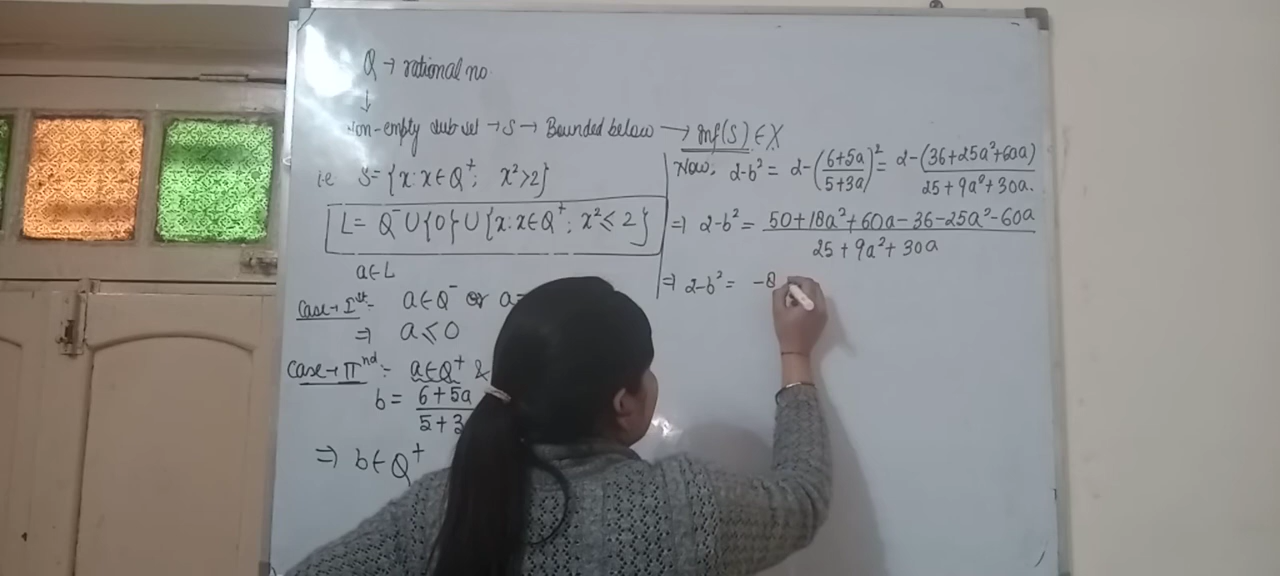 Q → rational no.
↓
Non-empty subset → S → Bounded below → Inf(S) ∈ X
i.e S = {x : x ∈ Q⁺ ; x² > 2}
L = Q⁻ ∪ {0} ∪ {x : x ∈ Q⁺ ; x² ≤ 2}
a ∈ L
Case → Iˢᵗ :- a ∈ Q⁻ or a =
⇒ a ≤ 0
Case → IIⁿᵈ :- a ∈ Q⁺ &
b = 6+5a
5+3
⇒ b ∈ Q⁺
Now, 2-b² = 2-(6+5a/5+3a)² = 2-(36+25a²+60a)/25+9a²+30a.
⇒ 2-b² = 50+18a²+60a-36-25a²-60a
25+9a²+30a
⇒ 2-b² = -